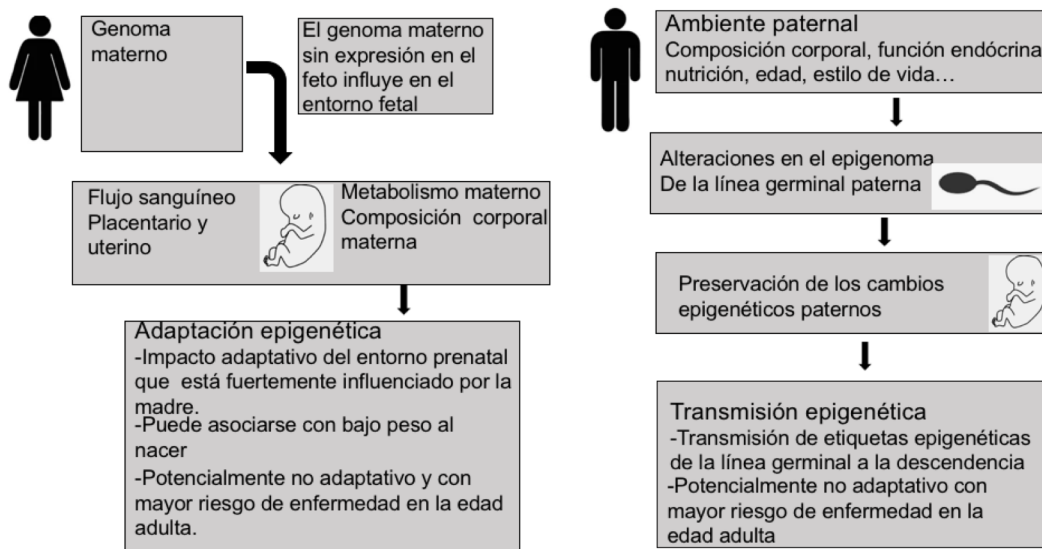 Genoma
materno
El genoma materno
sin expresión en el
feto influye en el
entorno fetal
Flujo sanguíneo
Placentario y
uterino
Metabolismo materno
Composición corporal
materna
Adaptación epigenética
-Impacto adaptativo del entorno prenatal
que está fuertemente influenciado por la
madre.
-Puede asociarse con bajo peso al
nacer
-Potencialmente no adaptativo y con
mayor riesgo de enfermedad en la edad
adulta.
Ambiente paternal
Composición corporal, función endócrina
nutrición, edad, estilo de vida…
Alteraciones en el epigenoma
De la línea germinal paterna
Preservación de los cambios
epigenéticos paternos
Transmisión epigenética
-Transmisión de etiquetas epigenéticas
de la línea germinal a la descendencia
-Potencialmente no adaptativo con
mayor riesgo de enfermedad en la
edad adulta